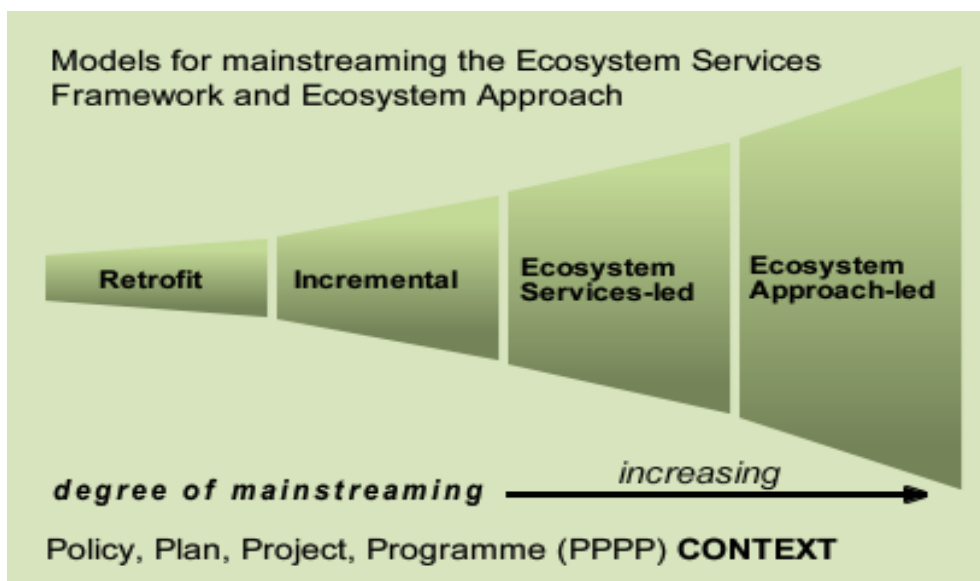 Models for mainstreaming the Ecosystem Services
Framework and Ecosystem Approach
Retrofit
Incremental
Ecosystem
Services-led
Ecosystem
Approach-led
degree of mainstreaming
increasing
Policy, Plan, Project, Programme (PPPP) CONTEXT